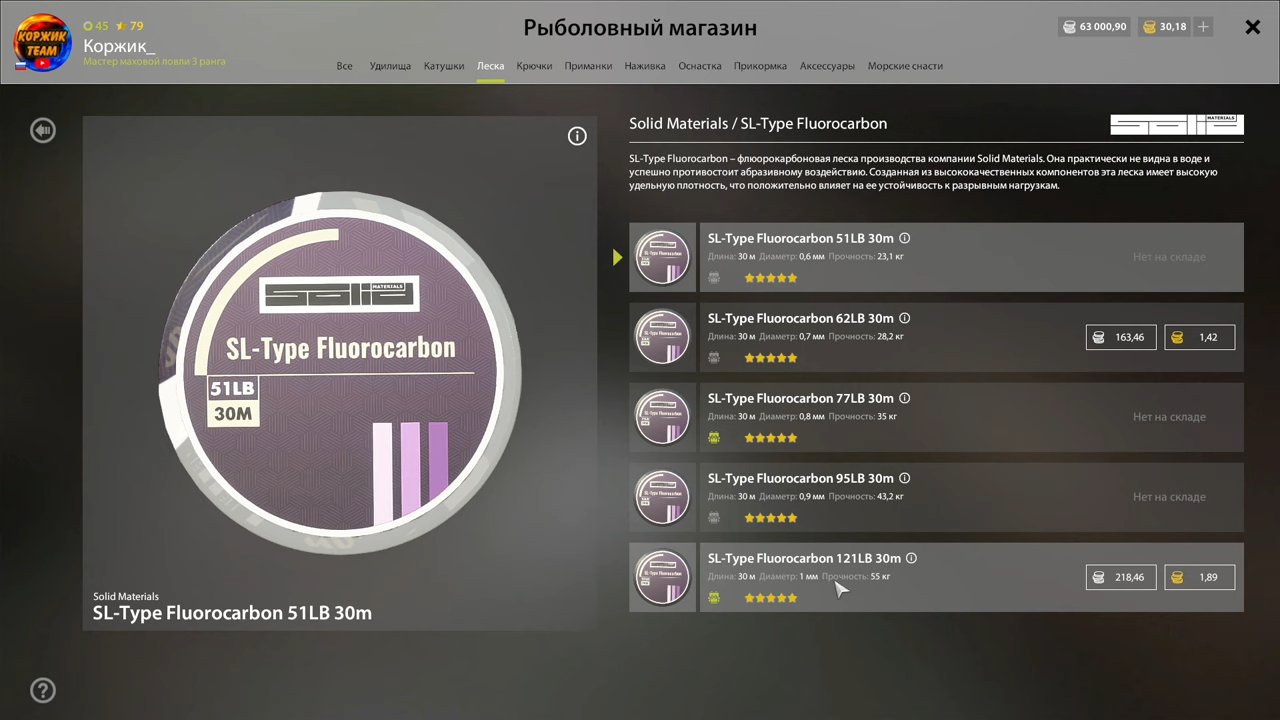 КОРЖИК
TEAM
45 79
Коржик_
Мастер маховой ловли 3 ранга
Рыболовный магазин
63 000,90 30,18 +
Все Удилища Катушки Леска Крючки Приманки Наживка Оснастка Прикормка Аксессуары Морские снасти
MATERIALS
SL-Type Fluorocarbon
51LB
30M
Solid Materials
SL-Type Fluorocarbon 51LB 30m
Solid Materials / SL-Type Fluorocarbon
MATERIALS
SL-Type Fluorocarbon – флюорокарбоновая леска производства компании Solid Materials. Она практически не видна в воде и
успешно противостоит абразивному воздействию. Созданная из высококачественных компонентов эта леска имеет высокую
удельную плотность, что положительно влияет на ее устойчивость к разрывным нагрузкам.
SL-Type Fluorocarbon 51LB 30m
Длина: 30 м Диаметр: 0,6 мм Прочность: 23,1 кг
Нет на складе
SL-Type Fluorocarbon 62LB 30m
Длина: 30 м Диаметр: 0,7 мм Прочность: 28,2 кг
163,46 1,42
SL-Type Fluorocarbon 77LB 30m
Длина: 30 м Диаметр: 0,8 мм Прочность: 35 кг
Нет на складе
SL-Type Fluorocarbon 95LB 30m
Длина: 30 м Диаметр: 0,9 мм Прочность: 43,2 кг
Нет на складе
SL-Type Fluorocarbon 121LB 30m
Длина: 30 м Диаметр: 1 мм Прочность: 55 кг
218,46 1,89